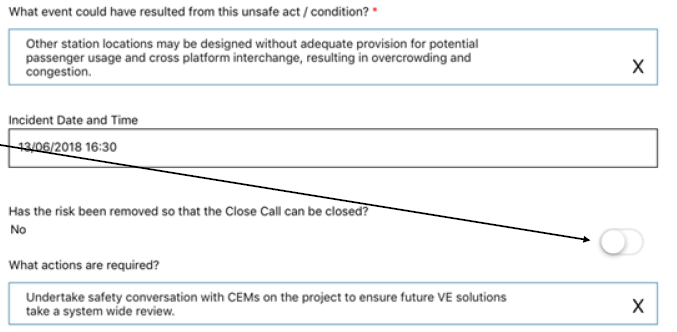 What event could have resulted from this unsafe act / condition? *
Other station locations may be designed without adequate provision for potential
passenger usage and cross platform interchange, resulting in overcrowding and
congestion.
X
Incident Date and Time
13/06/2018 16:30
Has the risk been removed so that the Close Call can be closed?
No
What actions are required?
Undertake safety conversation with CEMs on the project to ensure future VE solutions
take a system wide review.
X